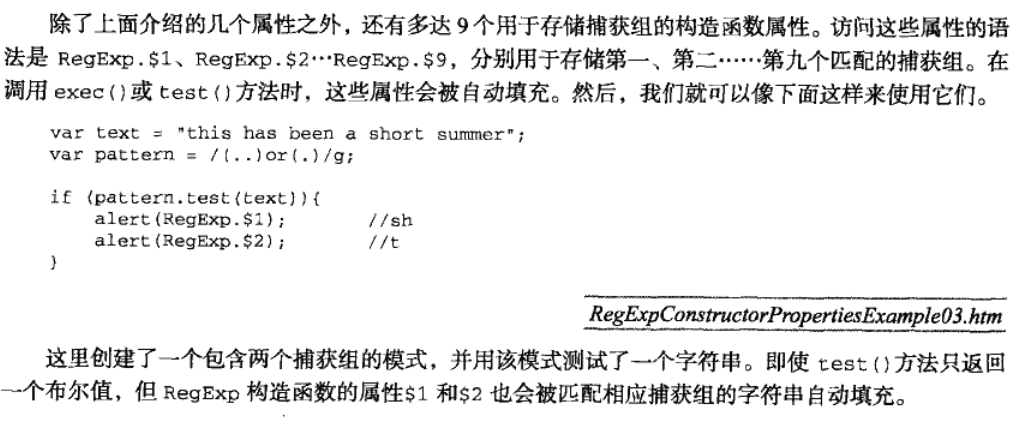 除了上面介绍的几个属性之外，还有多达 9 个用于存储捕获组的构造函数属性。访问这些属性的语
法是 RegExp.$1、RegExp.$2…RegExp.$9，分别用于存储第一、第二……第九个匹配的捕获组。在
调用 exec()或 test()方法时，这些属性会被自动填充。然后，我们就可以像下面这样来使用它们。
var text = "this has been a short summer";
var pattern = /(..)or(.)/g;
if (pattern.test(text)){
alert(RegExp.$1); //sh
alert(RegExp.$2); //t
}
RegExpConstructorPropertiesExample03.htm
这里创建了一个包含两个捕获组的模式，并用该模式测试了一个字符串。即使 test()方法只返回
一个布尔值，但 RegExp 构造函数的属性$1 和$2 也会被匹配相应捕获组的字符串自动填充。